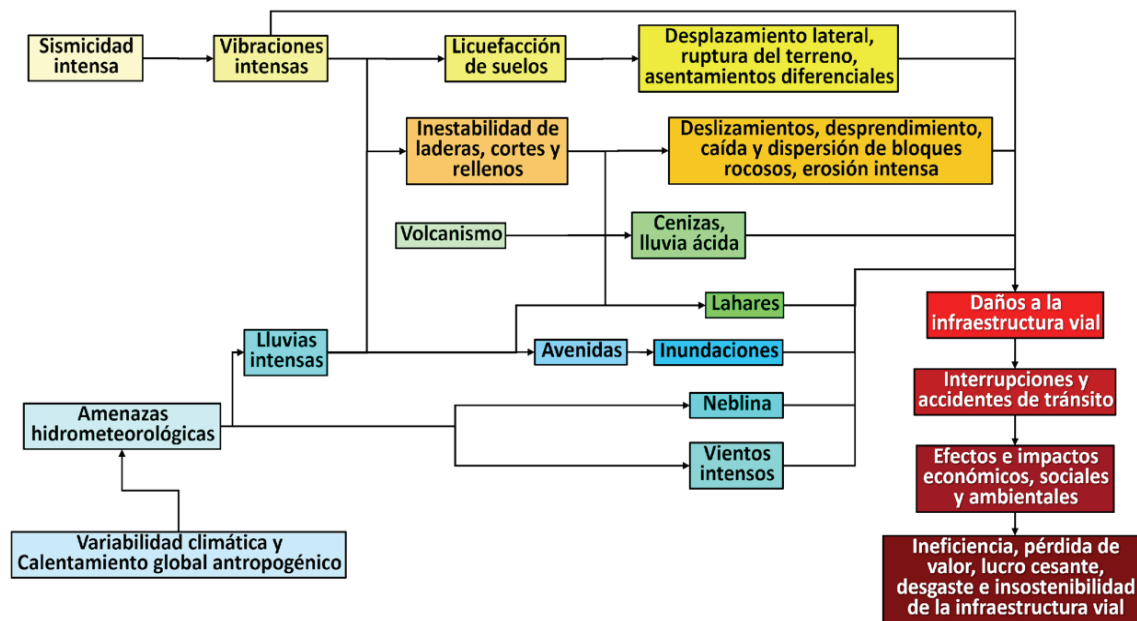 Sismicidad
intensa
Vibraciones
intensas
Licuefacción
de suelos
Desplazamiento lateral,
ruptura del terreno,
asentamientos diferenciales
Inestabilidad de
laderas, cortes y
rellenos
Deslizamientos, desprendimiento,
caída y dispersión de bloques
rocosos, erosión intensa
Volcanismo
Cenizas,
lluvia ácida
Lahares
Daños a la
infraestructura vial
Lluvias
intensas
Avenidas
Inundaciones
Interrupciones y
accidentes de tránsito
Amenazas
hidrometeorológicas
Neblina
Vientos
intensos
Efectos e impactos
económicos, sociales
y ambientales
Variabilidad climática y
Calentamiento global antropogénico
Ineficiencia, pérdida de
valor, lucro cesante,
desgaste e insostenibilidad
de la infraestructura vial